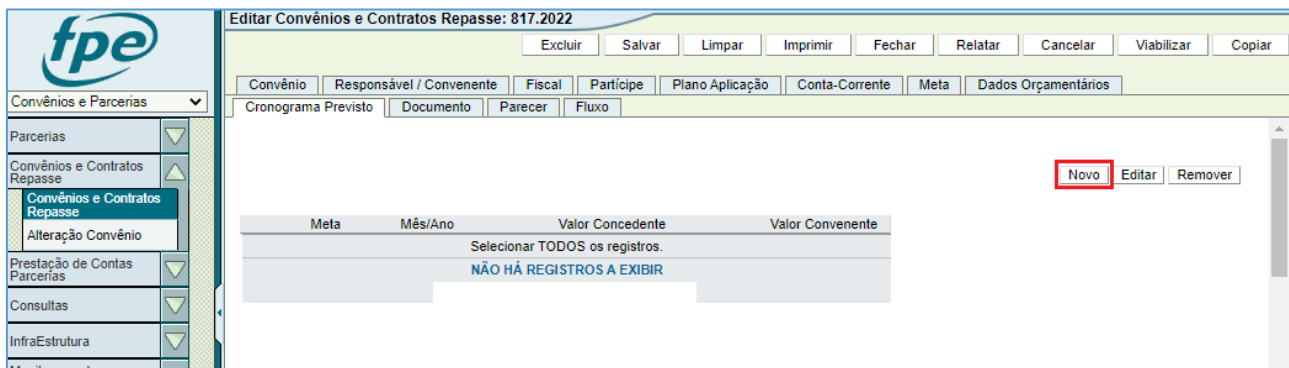 fpe
Editar Convênios e Contratos Repasse: 817.2022
Excluir Salvar Limpar Imprimir Fechar Relatar Cancelar Viabilizar Copiar
Convênio Responsável / Convenente Fiscal Partícipe Plano Aplicação Conta-Corrente Meta Dados Orçamentários
Cronograma Previsto Documento Parecer Fluxo
Convênios e Parcerias
Parcerias
Convênios e Contratos
Repasse
Convênios e Contratos
Repasse
Alteração Convênio
Prestação de Contas
Parcerias
Consultas
InfraEstrutura
Novo Editar Remover
Meta Mês/Ano Valor Concedente Valor Convenente
Selecionar TODOS os registros.
NÃO HÁ REGISTROS A EXIBIR